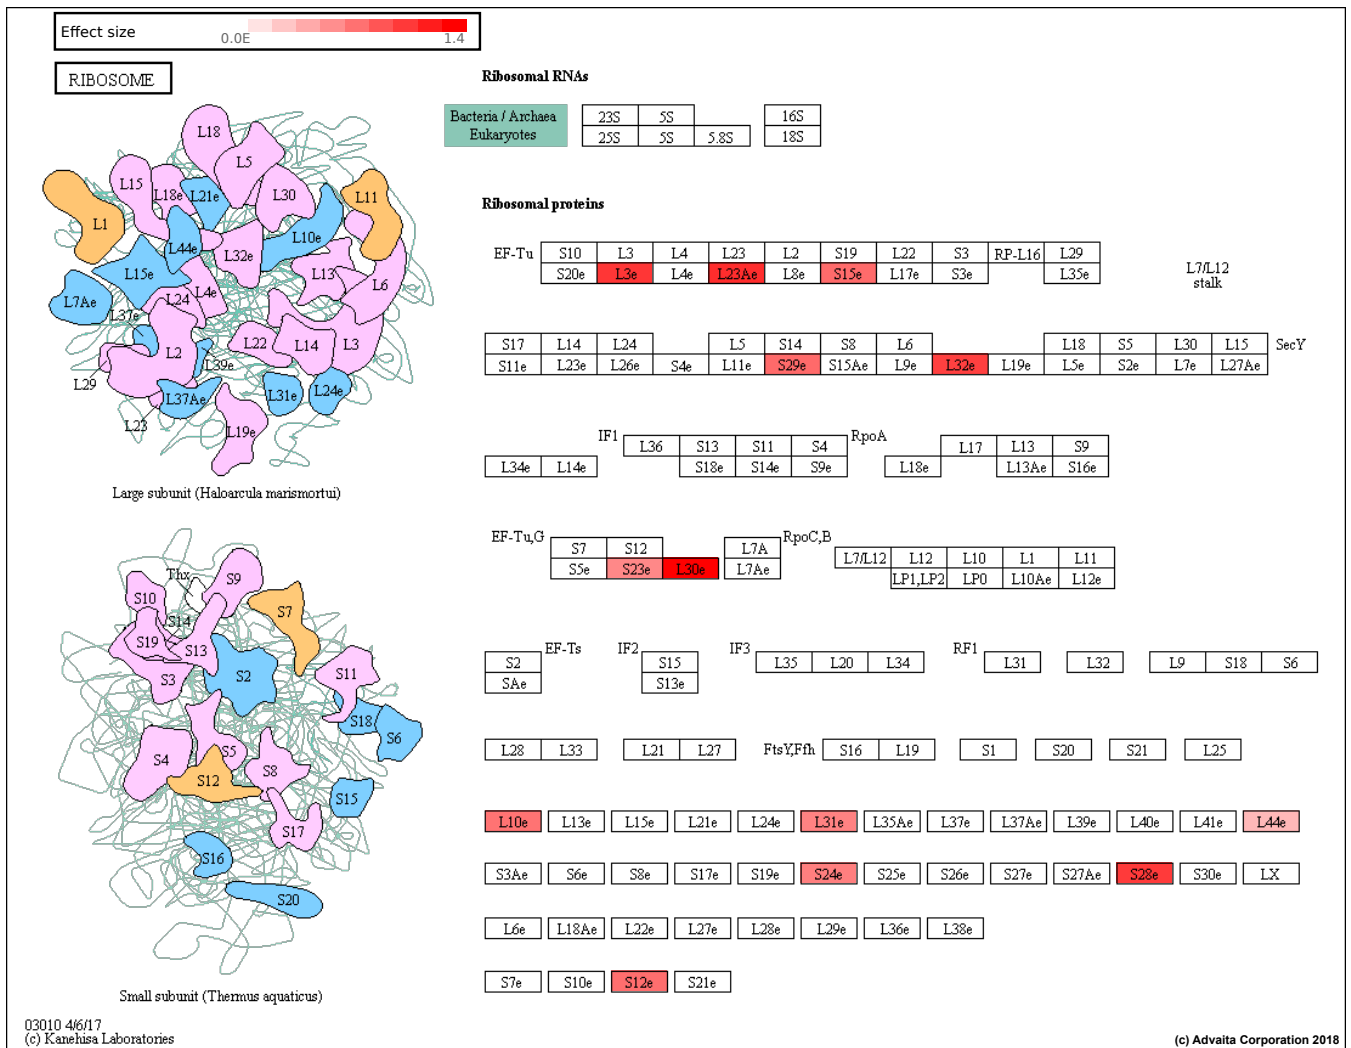 Effect size
0.0E 1.4
RIBOSOME
Ribosomal RNAs
Bacteria / Archaea 23S 5S 16S
Eukaryotes 25S 5S 5.8S 18S
Ribosomal proteins
EF-Tu S10 L3 L4 L23 L2 S19 L22 S3 RP-L16 L29
S20e L3e L4e L23Ae L8e S15e L17e S3e L35e
L7/L12
stalk
S17 L14 L24 L5 S14 S8 L6 L18 S5 L30 L15 SecY
S11e L23e L26e S4e L11e S29e S15Ae L9e L32e L19e L5e S2e L7e L27Ae
IF1 L36 S13 S11 S4 RpoA L17 L13 S9
L34e L14e S18e S14e S9e L18e L13Ae S16e
EF-Tu,G S7 S12 L7A RpoC,B L7/L12 L12 L10 L1 L11
S5e S23e L30e L7Ae LP1,LP2 LP0 L10Ae L12e
S2 EF-Ts IF2 S15 IF3 L35 L20 L34 RF1 L31 L32 L9 S18 S6
SAe S13e
L28 L33 L21 L27 FtsY,Ffh S16 L19 S1 S20 S21 L25
L10e L13e L15e L21e L24e L31e L35Ae L37e L37Ae L39e L40e L41e L44e
S3Ae S6e S8e S17e S19e S24e S25e S26e S27e S27Ae S28e S30e LX
L6e L18Ae L22e L27e L28e L29e L36e L38e
S7e S10e S12e S21e
L18
L5
L15 L18e L21e L30 L11
L1
L44e L32e L10e
L15e L13
L7Ae L24 L4e L6
L37e
L2 L22 L14 L3
L29 L39e
L37Ae L31e L24e
L23 L19e
Large subunit (Haloarcula marismortui)
Thx S9
S10 S7
S14
S19 S13
S3 S2 S11
S18 S6
S4 S5
S12 S8
S15
S17
S16
S20
Small subunit (Thermus aquaticus)
03010 4/6/17
(c) Kanehisa Laboratories
(c) Advaita Corporation 2018